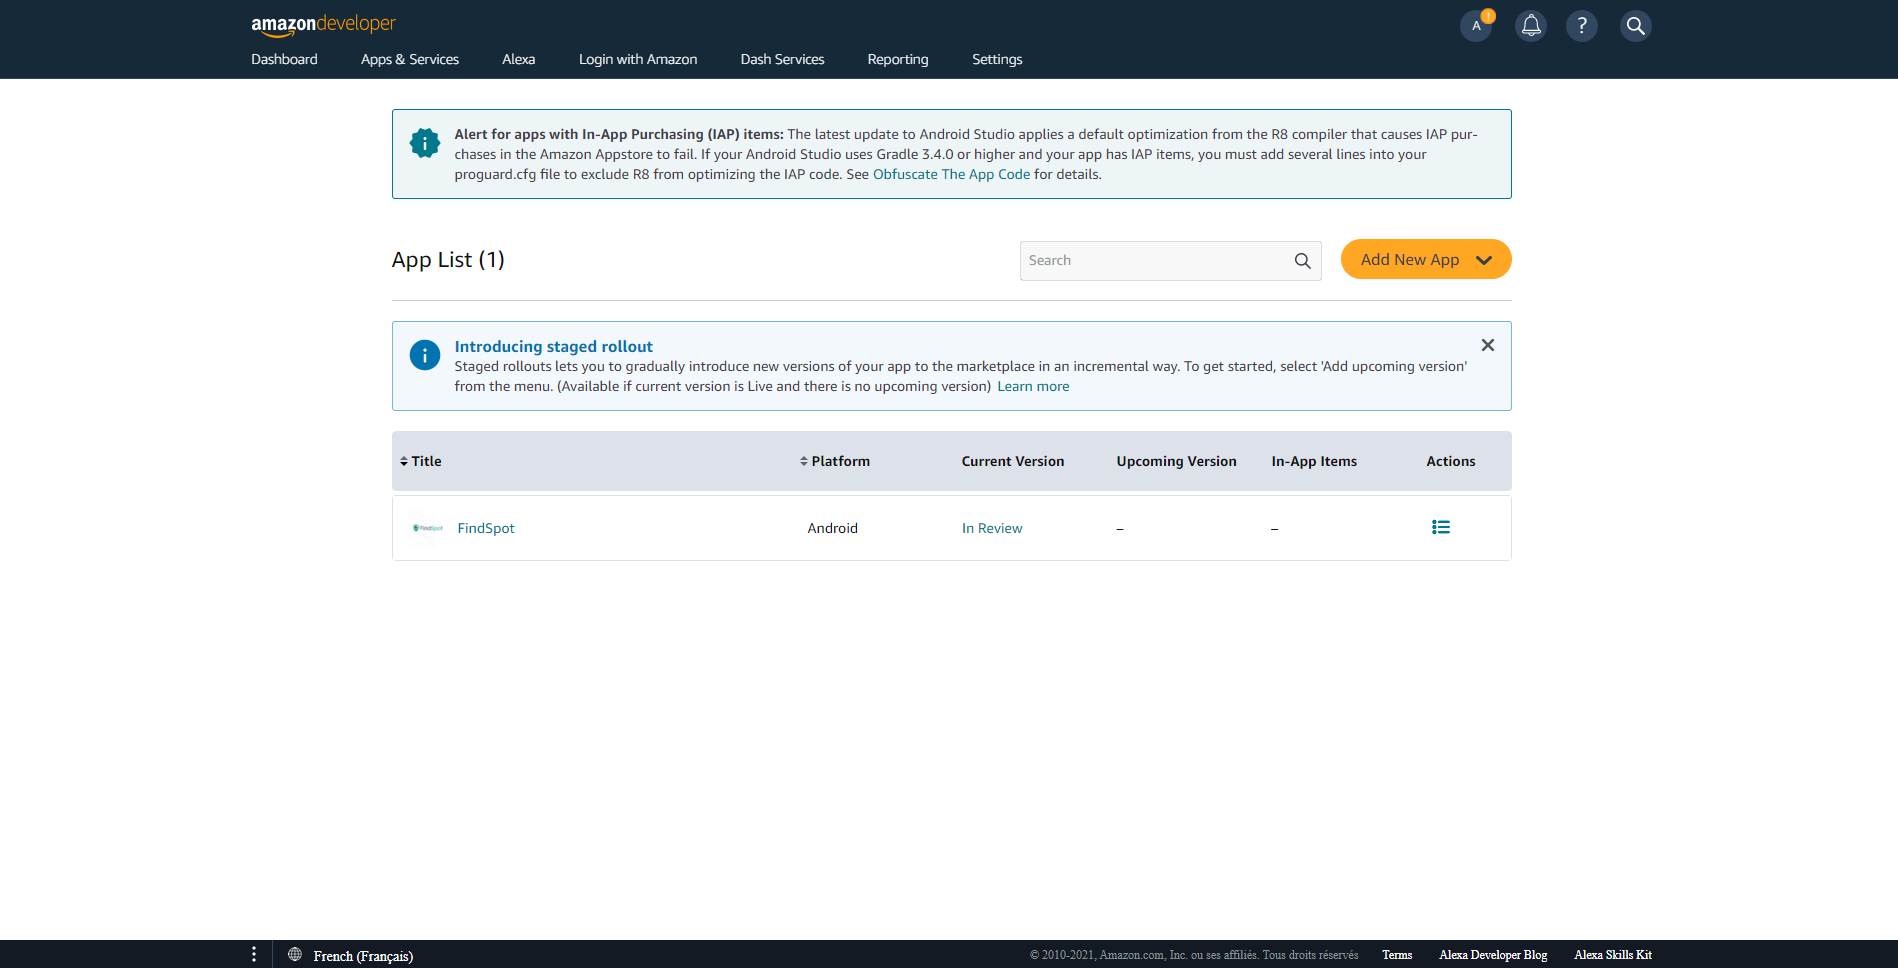 amazondeveloper
A
!
?
Dashboard
Apps & Services
Alexa
Login with Amazon
Dash Services
Reporting
Settings
Alert for apps with In-App Purchasing (IAP) items: The latest update to Android Studio applies a default optimization from the R8 compiler that causes IAP pur-
chases in the Amazon Appstore to fail. If your Android Studio uses Gradle 3.4.0 or higher and your app has IAP items, you must add several lines into your
proguard.cfg file to exclude R8 from optimizing the IAP code. See Obfuscate The App Code for details.
App List (1)
Search
Add New App
Introducing staged rollout
Staged rollouts lets you to gradually introduce new versions of your app to the marketplace in an incremental way. To get started, select 'Add upcoming version'
from the menu. (Available if current version is Live and there is no upcoming version) Learn more
Title
Platform
Current Version
Upcoming Version
In-App Items
Actions
FindSpot
FindSpot
Android
In Review
–
–
French (Français)
© 2010-2021, Amazon.com, Inc. ou ses affiliés. Tous droits réservés
Terms
Alexa Developer Blog
Alexa Skills Kit